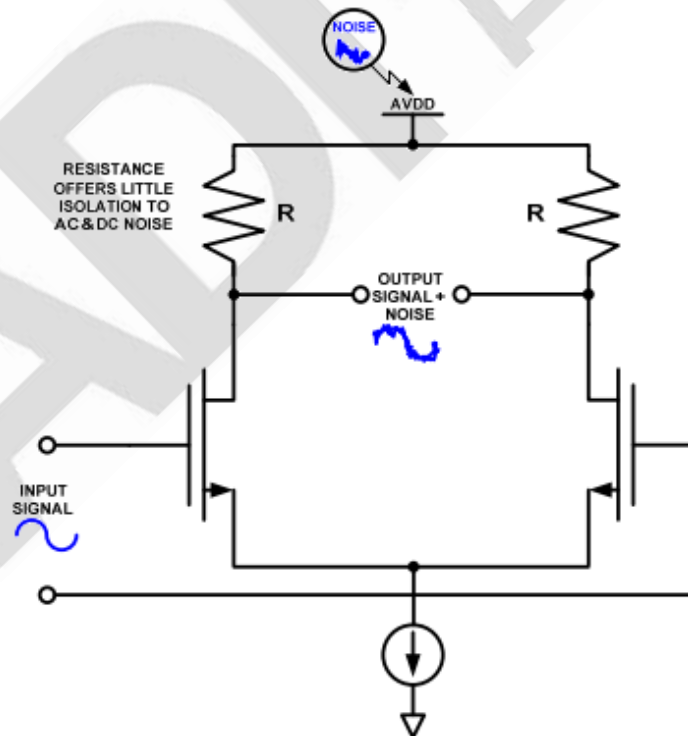 NOISE
AVDD
RESISTANCE
OFFERS LITTLE
ISOLATION TO
AC&DC NOISE
R
R
OUTPUT
SIGNAL +
NOISE
INPUT
SIGNAL